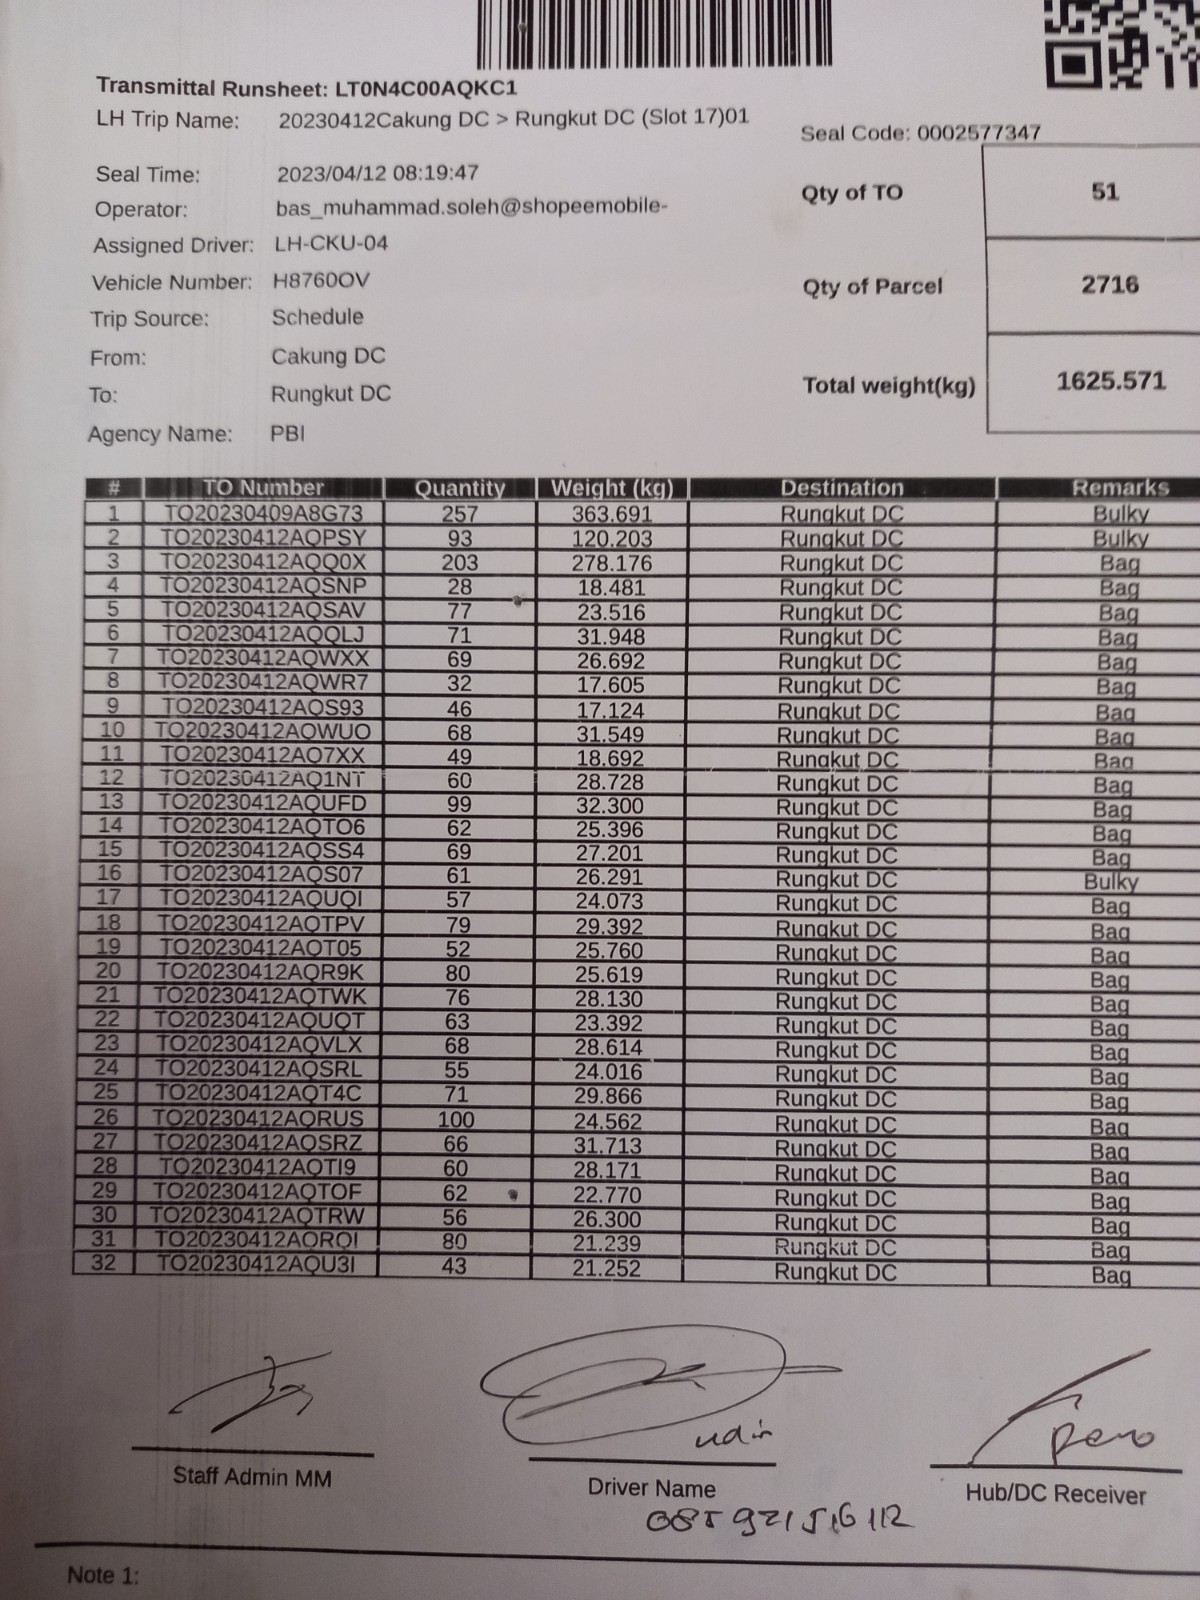 Transmittal Runsheet: LT0N4C00AQKC1
LH Trip Name: 20230412Cakung DC > Rungkut DC (Slot 17)01
Seal Code: 0002577347
Seal Time: 2023/04/12 08:19:47
Operator: bas_muhammad.soleh@shopeemobile-
Assigned Driver: LH-CKU-04
Vehicle Number: H8760OV
Trip Source: Schedule
From: Cakung DC
To: Rungkut DC
Agency Name: PBI
Qty of TO 51
Qty of Parcel 2716
Total weight(kg) 1625.571
# TO Number Quantity Weight (kg) Destination Remarks
1 TO20230409A8G73 257 363.691 Rungkut DC Bulky
2 TO20230412AQPSY 93 120.203 Rungkut DC Bulky
3 TO20230412AQQ0X 203 278.176 Rungkut DC Bag
4 TO20230412AQSNP 28 18.481 Rungkut DC Bag
5 TO20230412AQSAV 77 23.516 Rungkut DC Bag
6 TO20230412AQQLJ 71 31.948 Rungkut DC Bag
7 TO20230412AQWXX 69 26.692 Rungkut DC Bag
8 TO20230412AQWR7 32 17.605 Rungkut DC Bag
9 TO20230412AQS93 46 17.124 Rungkut DC Bag
10 TO20230412AQWUO 68 31.549 Rungkut DC Bag
11 TO20230412AQ7XX 49 18.692 Rungkut DC Bag
12 TO20230412AQ1NT 60 28.728 Rungkut DC Bag
13 TO20230412AQUFD 99 32.300 Rungkut DC Bag
14 TO20230412AQTO6 62 25.396 Rungkut DC Bag
15 TO20230412AQSS4 69 27.201 Rungkut DC Bag
16 TO20230412AQS07 61 26.291 Rungkut DC Bulky
17 TO20230412AQUQI 57 24.073 Rungkut DC Bag
18 TO20230412AQTPV 79 29.392 Rungkut DC Bag
19 TO20230412AQT05 52 25.760 Rungkut DC Bag
20 TO20230412AQR9K 80 25.619 Rungkut DC Bag
21 TO20230412AQTWK 76 28.130 Rungkut DC Bag
22 TO20230412AQUQT 63 23.392 Rungkut DC Bag
23 TO20230412AQVLX 68 28.614 Rungkut DC Bag
24 TO20230412AQSRL 55 24.016 Rungkut DC Bag
25 TO20230412AQT4C 71 29.866 Rungkut DC Bag
26 TO20230412AQRUS 100 24.562 Rungkut DC Bag
27 TO20230412AQSRZ 66 31.713 Rungkut DC Bag
28 TO20230412AQTI9 60 28.171 Rungkut DC Bag
29 TO20230412AQTOF 62 22.770 Rungkut DC Bag
30 TO20230412AQTRW 56 26.300 Rungkut DC Bag
31 TO20230412AQRQI 80 21.239 Rungkut DC Bag
32 TO20230412AQU3I 43 21.252 Rungkut DC Bag
udin
Staff Admin MM
Driver Name
Hub/DC Receiver
Note 1: